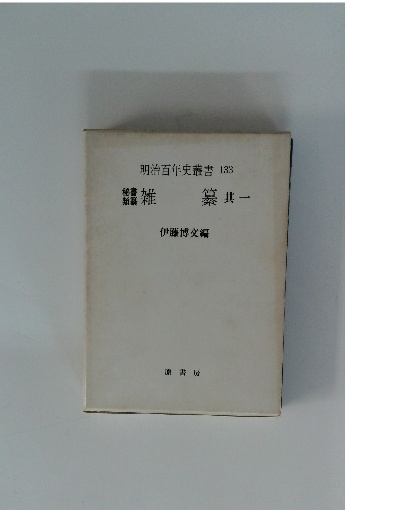 明治百年史叢書 133
秘書類纂 雑纂 其一
伊藤博文編
原書房